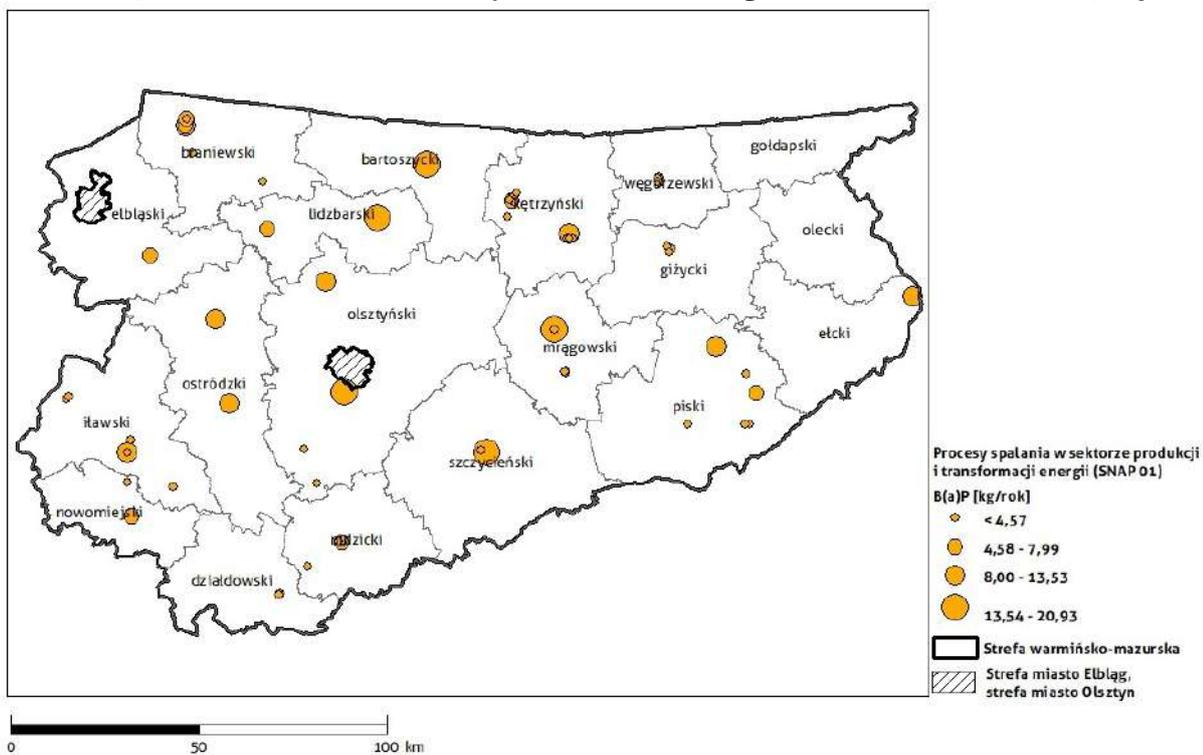 gołdapski
braniewski
bartoszycki
węgorzewski
elbląski
lidzbarski
kętrzyński
olecki
giżycki
olsztyński
ełcki
mrągowski
ostródzki
piski
iławski
szczycieński
nowomiejski
nidzicki
działdowski
Procesy spalania w sektorze produkcji
i transformacji energii (SNAP 01)
B(a)P [kg/rok]
< 4,57
4,58 - 7,99
8,00 - 13,53
13,54 - 20,93
Strefa warmińsko-mazurska
Strefa miasto Elbląg,
strefa miasto Olsztyn
0 50 100 km